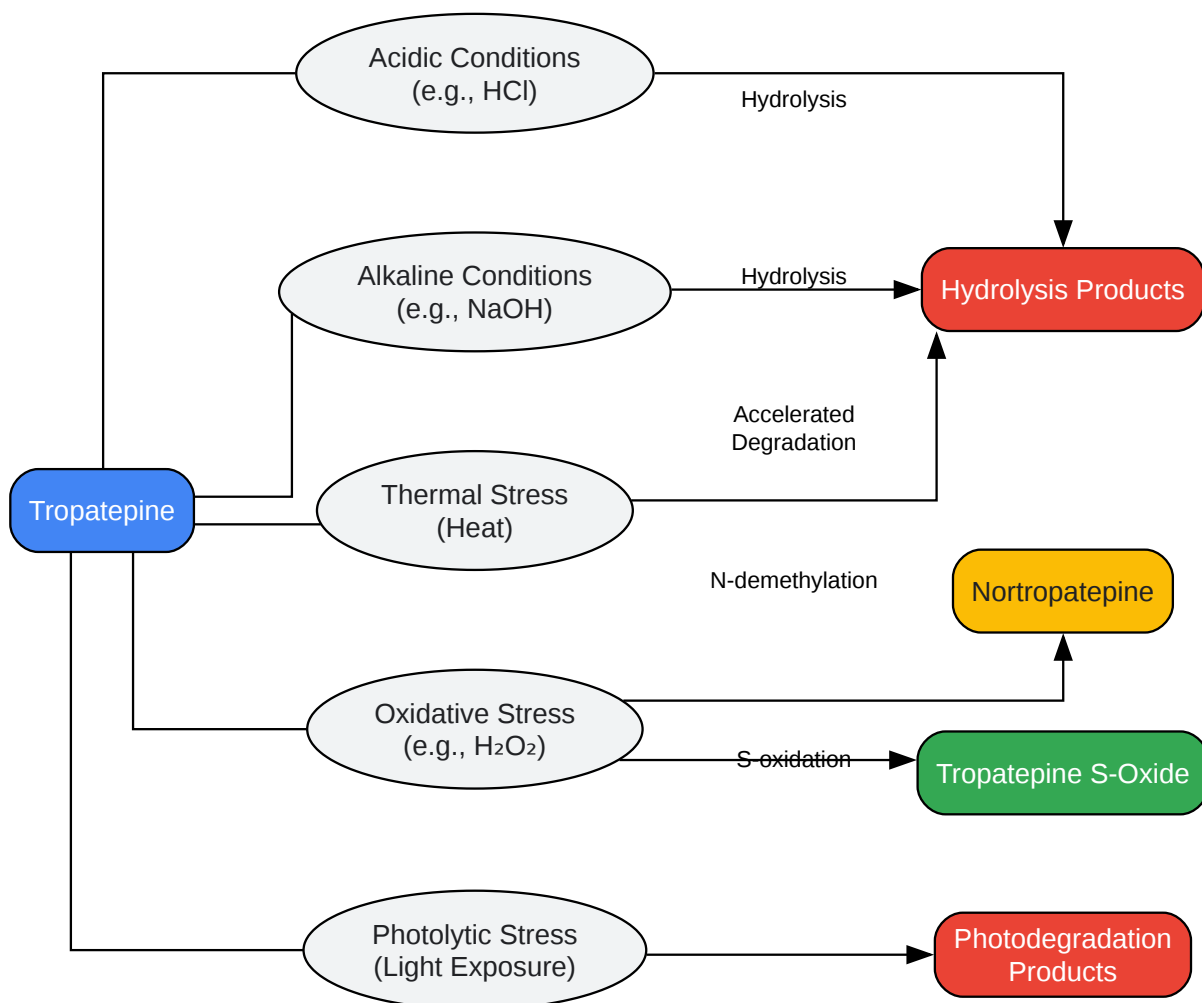 Acidic Conditions
(e.g., HCl)
Hydrolysis
Alkaline Conditions
(e.g., NaOH)
Hydrolysis
Hydrolysis Products
Accelerated
Degradation
Tropatepine
Thermal Stress
(Heat)
N-demethylation
Nortropatepine
Oxidative Stress
(e.g., H₂O₂)
S-oxidation
Tropatepine S-Oxide
Photolytic Stress
(Light Exposure)
Photodegradation
Products